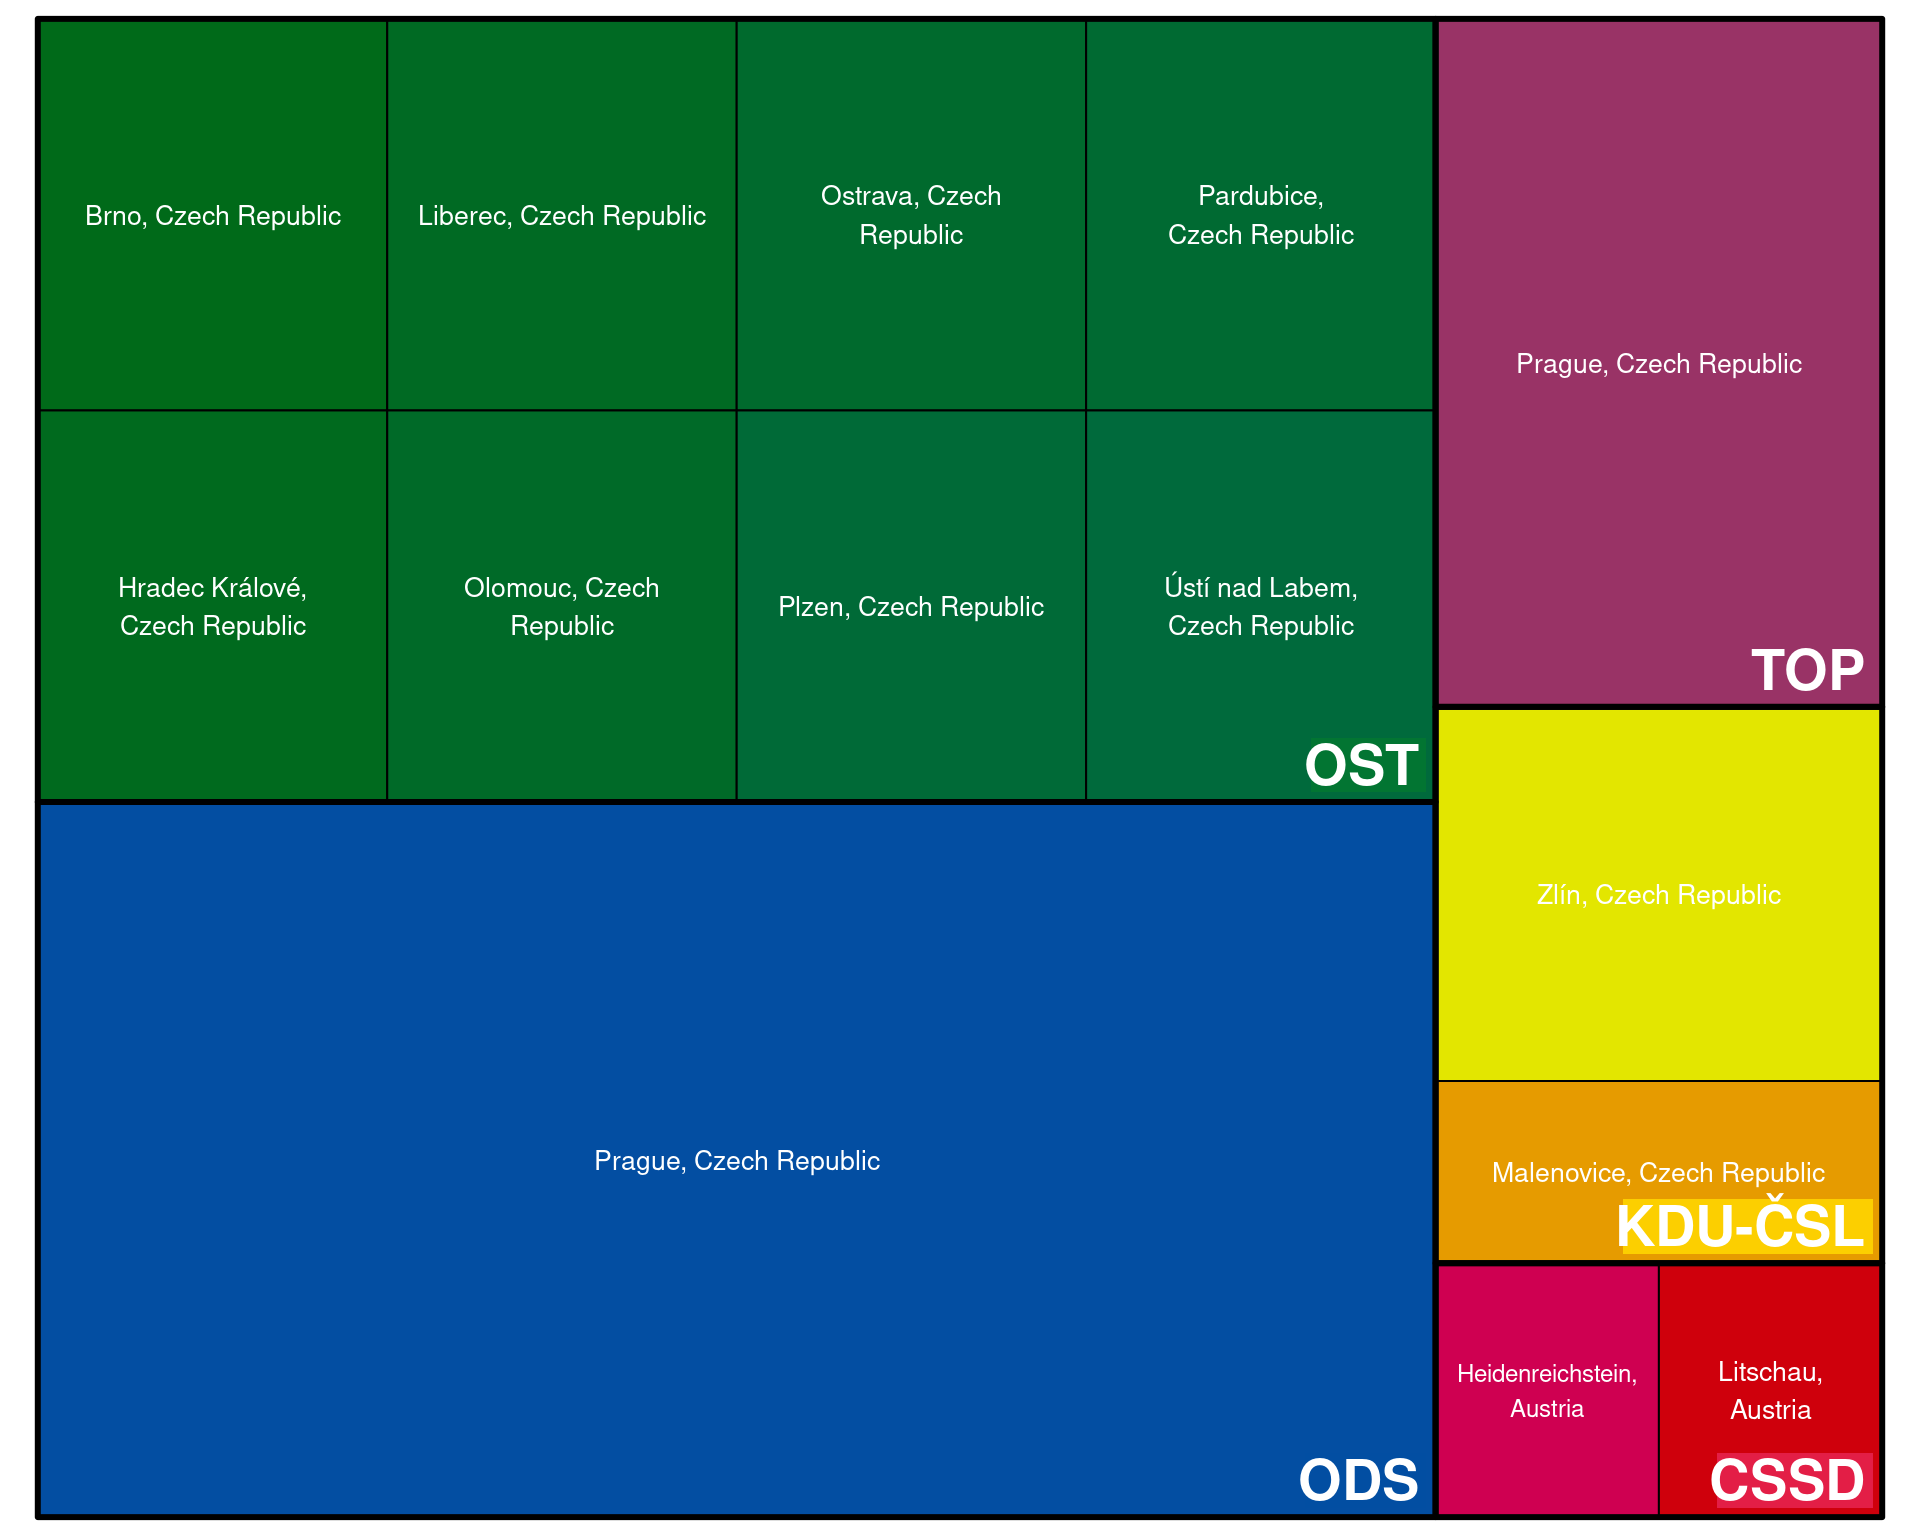 Brno, Czech Republic
Liberec, Czech Republic
Ostrava, Czech
Republic
Pardubice,
Czech Republic
Hradec Králové,
Czech Republic
Olomouc, Czech
Republic
Plzen, Czech Republic
Ústí nad Labem,
Czech Republic
OST
Prague, Czech Republic
ODS
Prague, Czech Republic
TOP
Zlín, Czech Republic
Malenovice, Czech Republic
KDU-ČSL
Heidenreichstein,
Austria
Litschau,
Austria
CSSD